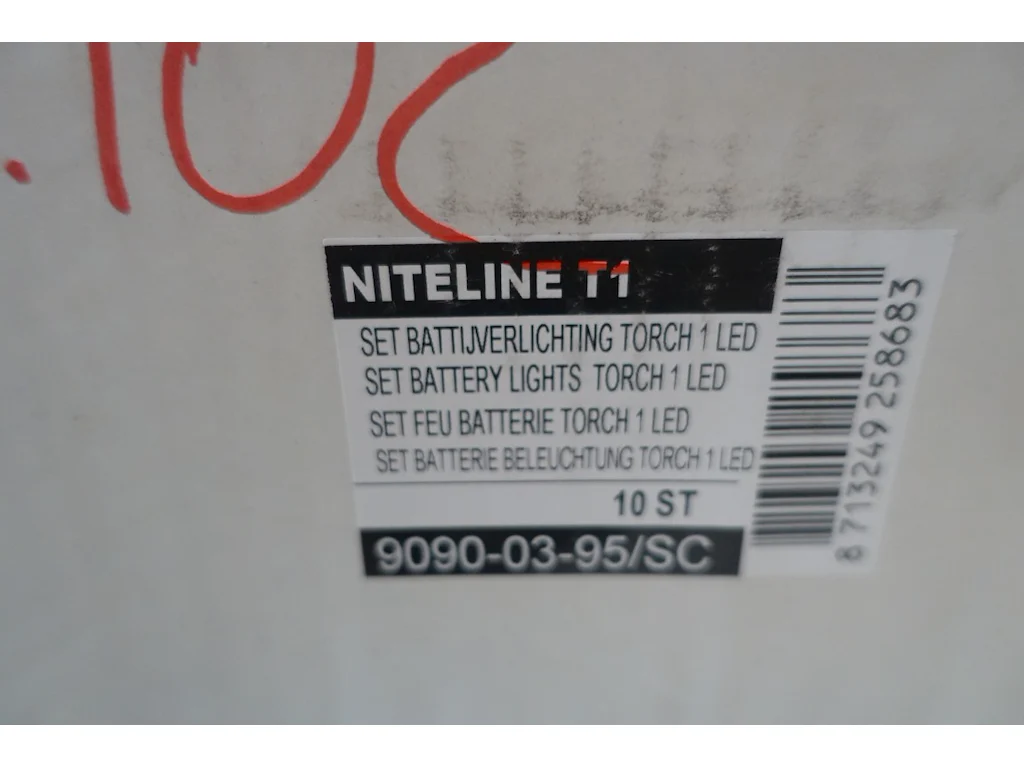 .102
NITELINE T1
SET BATTIJVERLICHTING TORCH 1 LED
SET BATTERY LIGHTS TORCH 1 LED
SET FEU BATTERIE TORCH 1 LED
SET BATTERIE BELEUCHTUNG TORCH 1 LED
10 ST
9090-03-95/SC
8 713249 258683